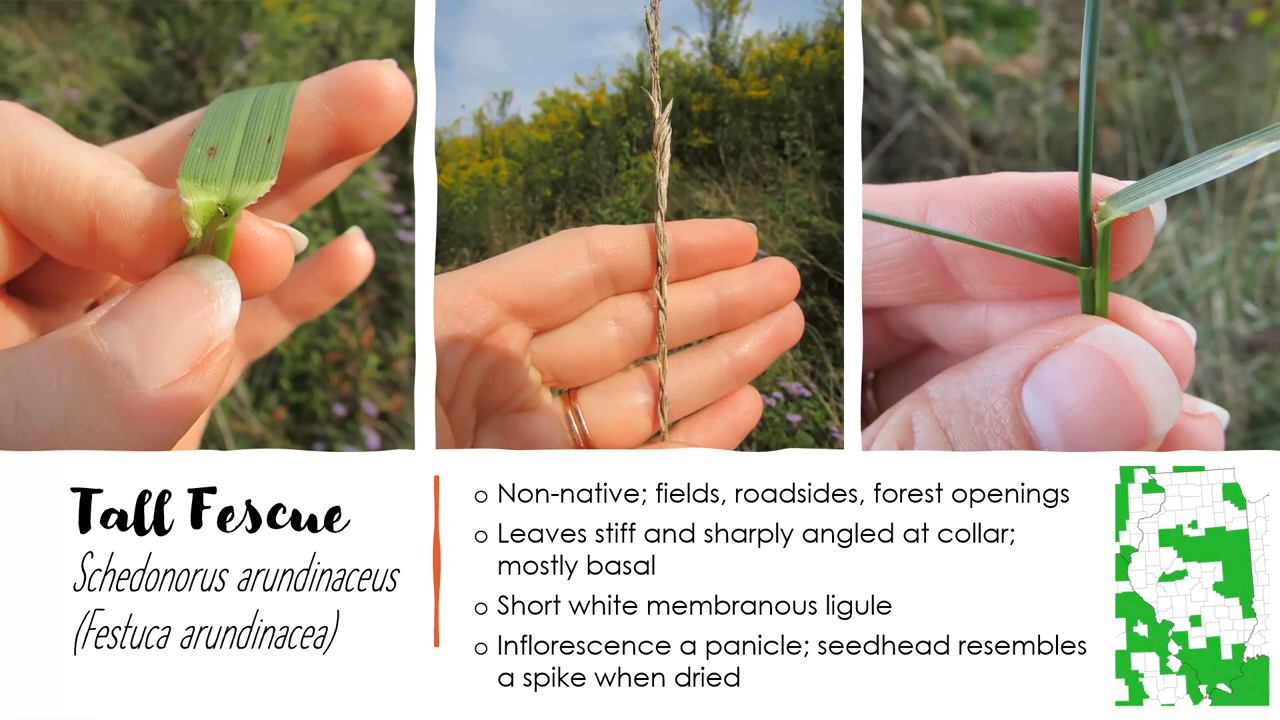 Tall Fescue
Schedonorus arundinaceus
(Festuca arundinacea)
o Non-native; fields, roadsides, forest openings
o Leaves stiff and sharply angled at collar;
mostly basal
o Short white membranous ligule
o Inflorescence a panicle; seedhead resembles
a spike when dried